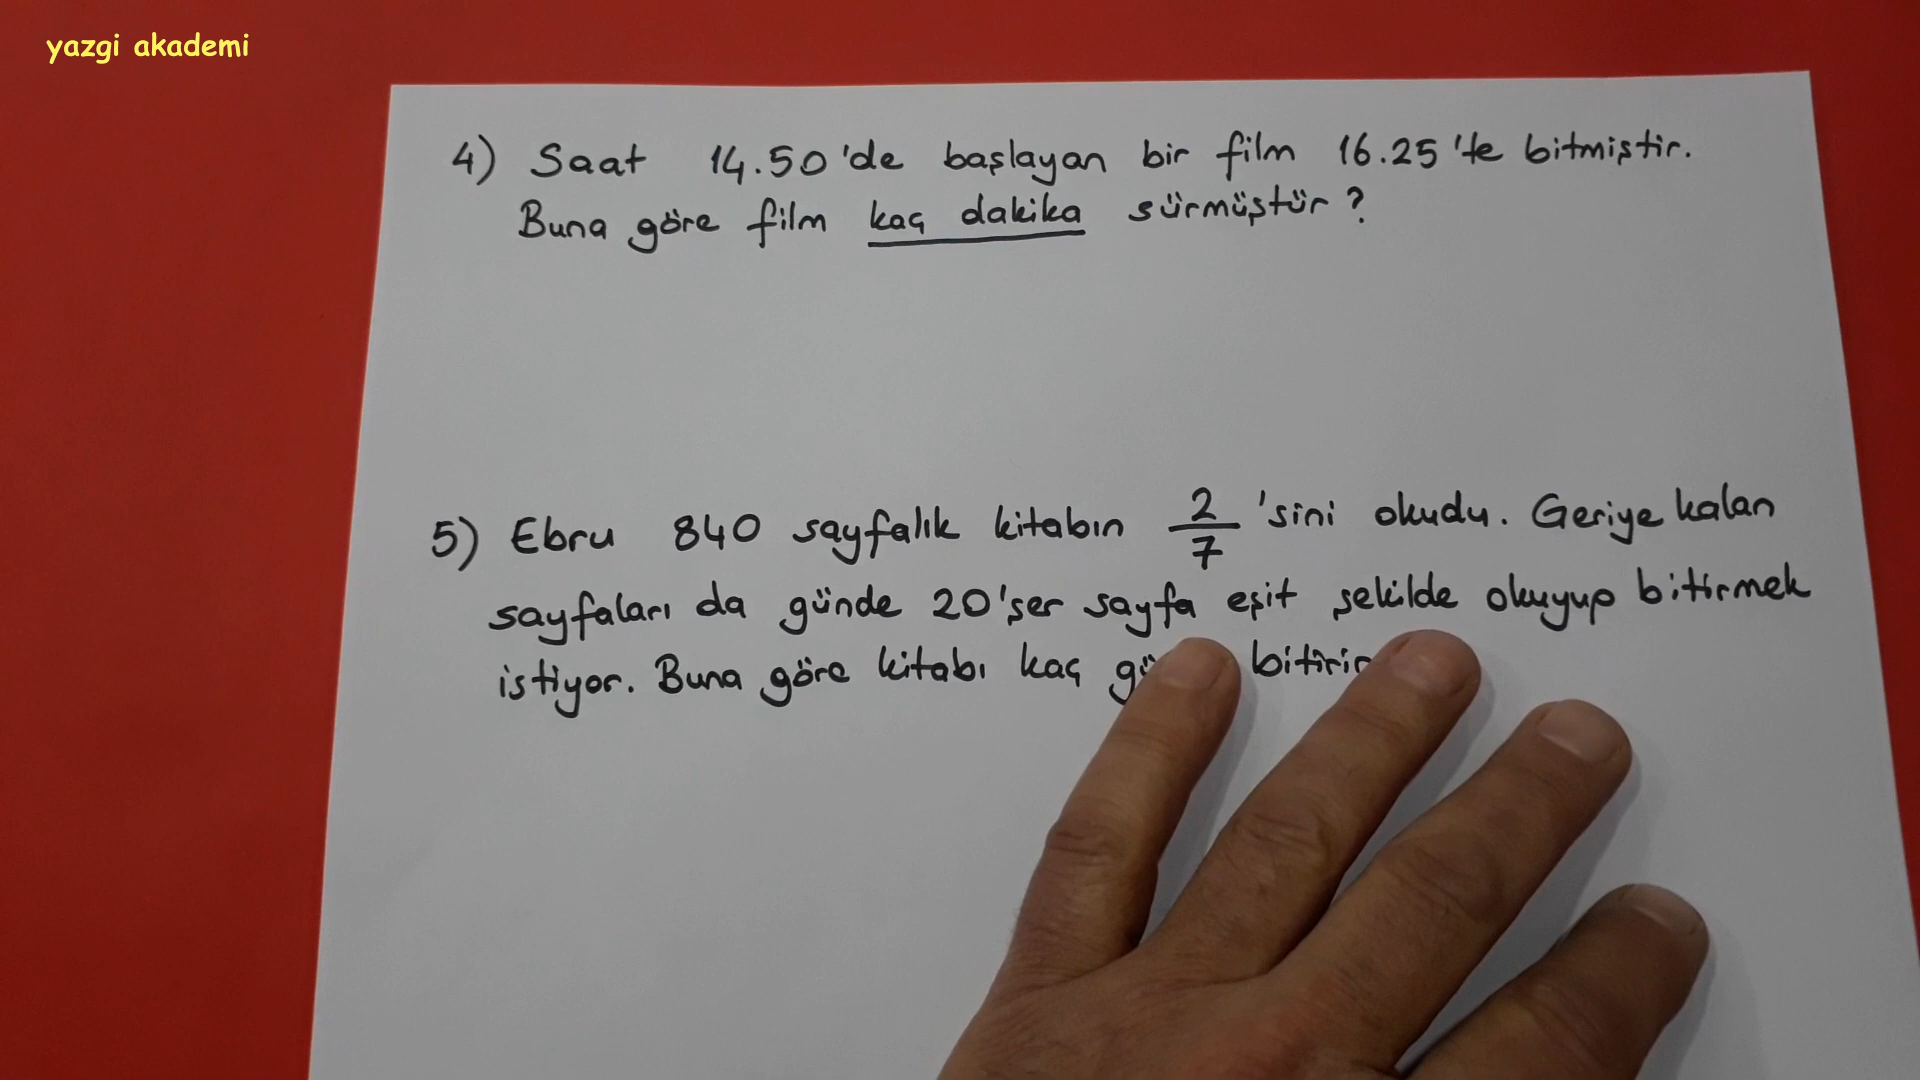 yazgi akademi
4) Saat 14.50'de başlayan bir film 16.25'te bitmiştir.
Buna göre film kaç dakika sürmüştür?
5) Ebru 840 sayfalık kitabın 2/7 'sini okudu. Geriye kalan
sayfaları da günde 20'şer sayfa eşit şekilde okuyup bitirmek
istiyor. Buna göre kitabı kaç